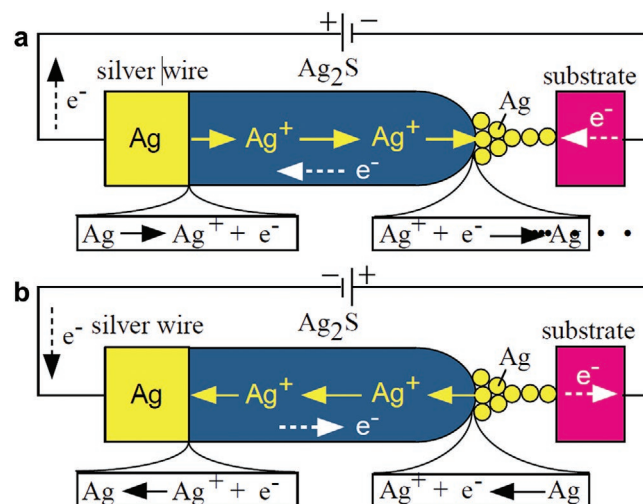 a
+ −
silver wire
Ag₂S
substrate
e⁻
Ag
Ag
Ag⁺
Ag⁺
e⁻
e⁻
Ag → Ag⁺ + e⁻
Ag⁺ + e⁻ → Ag
b
− +
silver wire
Ag₂S
substrate
e⁻
Ag
Ag
Ag⁺
Ag⁺
e⁻
e⁻
Ag ← Ag⁺ + e⁻
Ag⁺ + e⁻ ← Ag